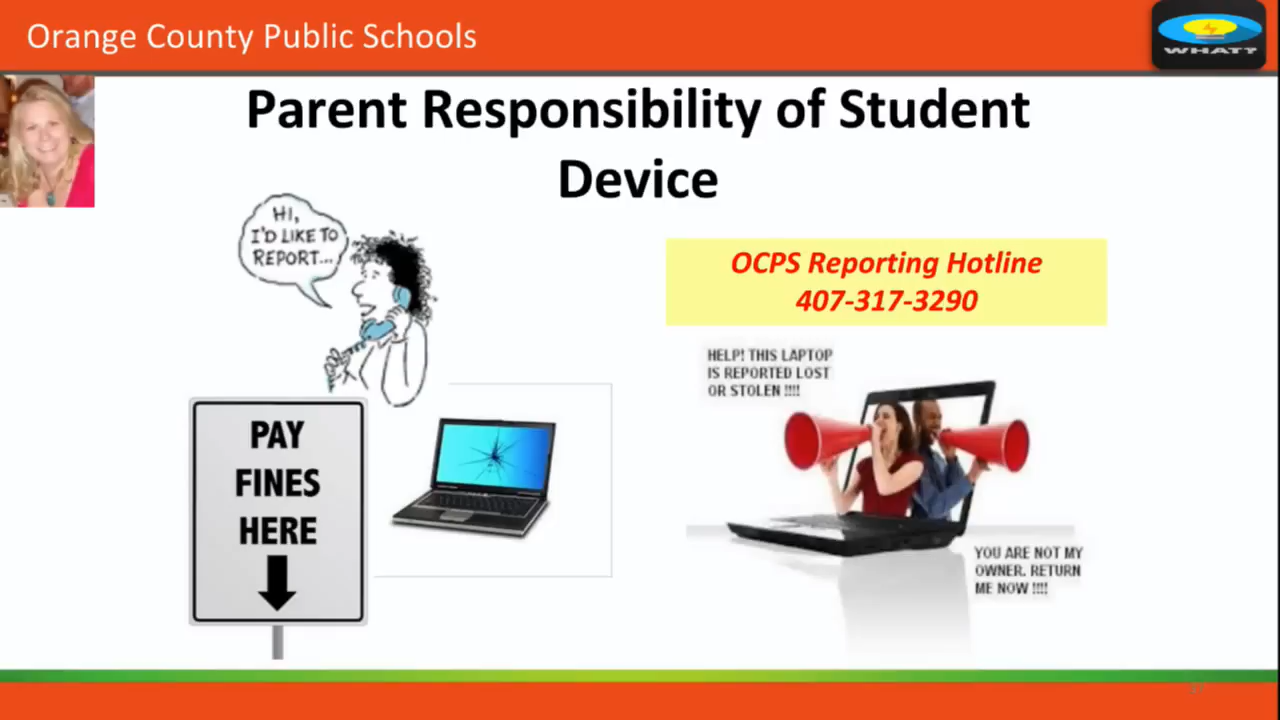 Orange County Public Schools
WHATT
Parent Responsibility of Student
Device
HI,
I'D LIKE TO
REPORT...
OCPS Reporting Hotline
407-317-3290
HELP! THIS LAPTOP
IS REPORTED LOST
OR STOLEN !!!!
PAY
FINES
HERE
YOU ARE NOT MY
OWNER. RETURN
ME NOW !!!!